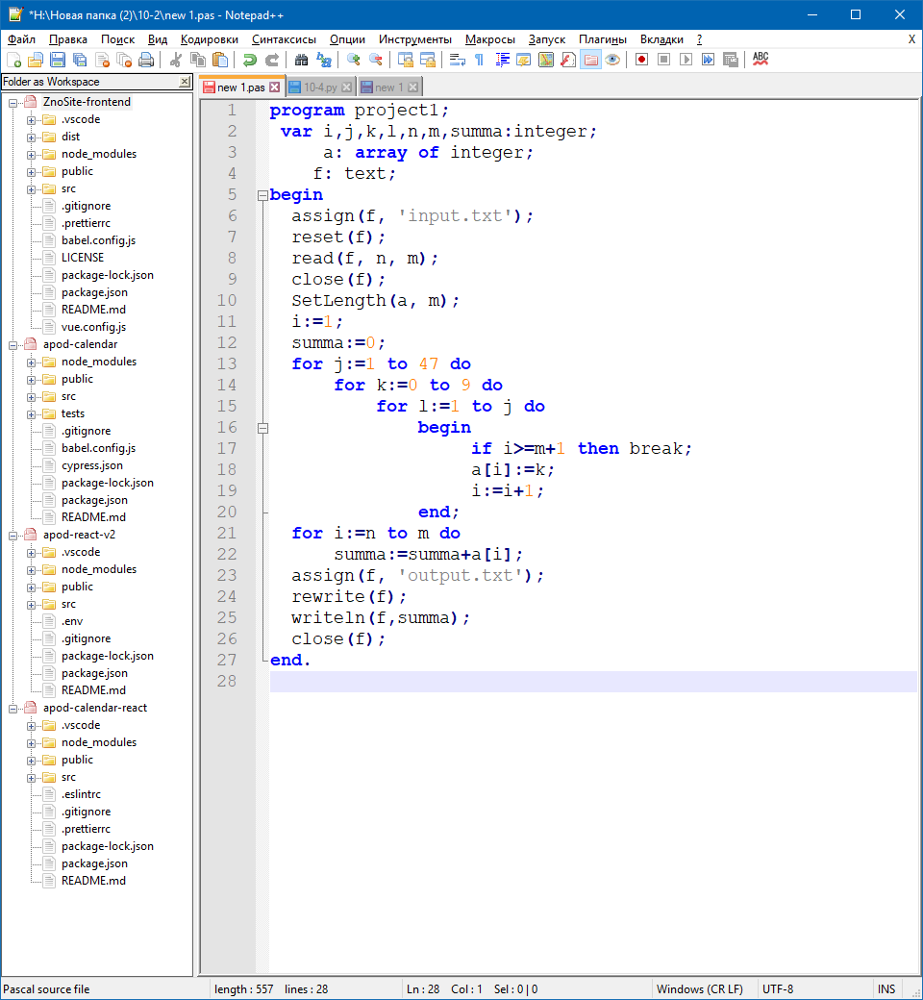 *H:\Новая папка (2)\10-2\new 1.pas - Notepad++
Файл Правка Поиск Вид Кодировки Синтаксисы Опции Инструменты Макросы Запуск Плагины Вкладки ? X
ABC
Folder as Workspace
ZnoSite-frontend
.vscode
dist
node_modules
public
src
.gitignore
.prettierrc
babel.config.js
LICENSE
package-lock.json
package.json
README.md
vue.config.js
apod-calendar
node_modules
public
src
tests
.gitignore
babel.config.js
cypress.json
package-lock.json
package.json
README.md
apod-react-v2
.vscode
node_modules
public
src
.env
.gitignore
package-lock.json
package.json
README.md
apod-calendar-react
.vscode
node_modules
public
src
.eslintrc
.gitignore
.prettierrc
package-lock.json
package.json
README.md
new 1.pas 10-4.py new 1
1 program project1;
2 var i,j,k,l,n,m,summa:integer;
3 a: array of integer;
4 f: text;
5 begin
6 assign(f, 'input.txt');
7 reset(f);
8 read(f, n, m);
9 close(f);
10 SetLength(a, m);
11 i:=1;
12 summa:=0;
13 for j:=1 to 47 do
14 for k:=0 to 9 do
15 for l:=1 to j do
16 begin
17 if i>=m+1 then break;
18 a[i]:=k;
19 i:=i+1;
20 end;
21 for i:=n to m do
22 summa:=summa+a[i];
23 assign(f, 'output.txt');
24 rewrite(f);
25 writeln(f,summa);
26 close(f);
27 end.
28
Pascal source file length : 557 lines : 28 Ln : 28 Col : 1 Sel : 0 | 0 Windows (CR LF) UTF-8 INS